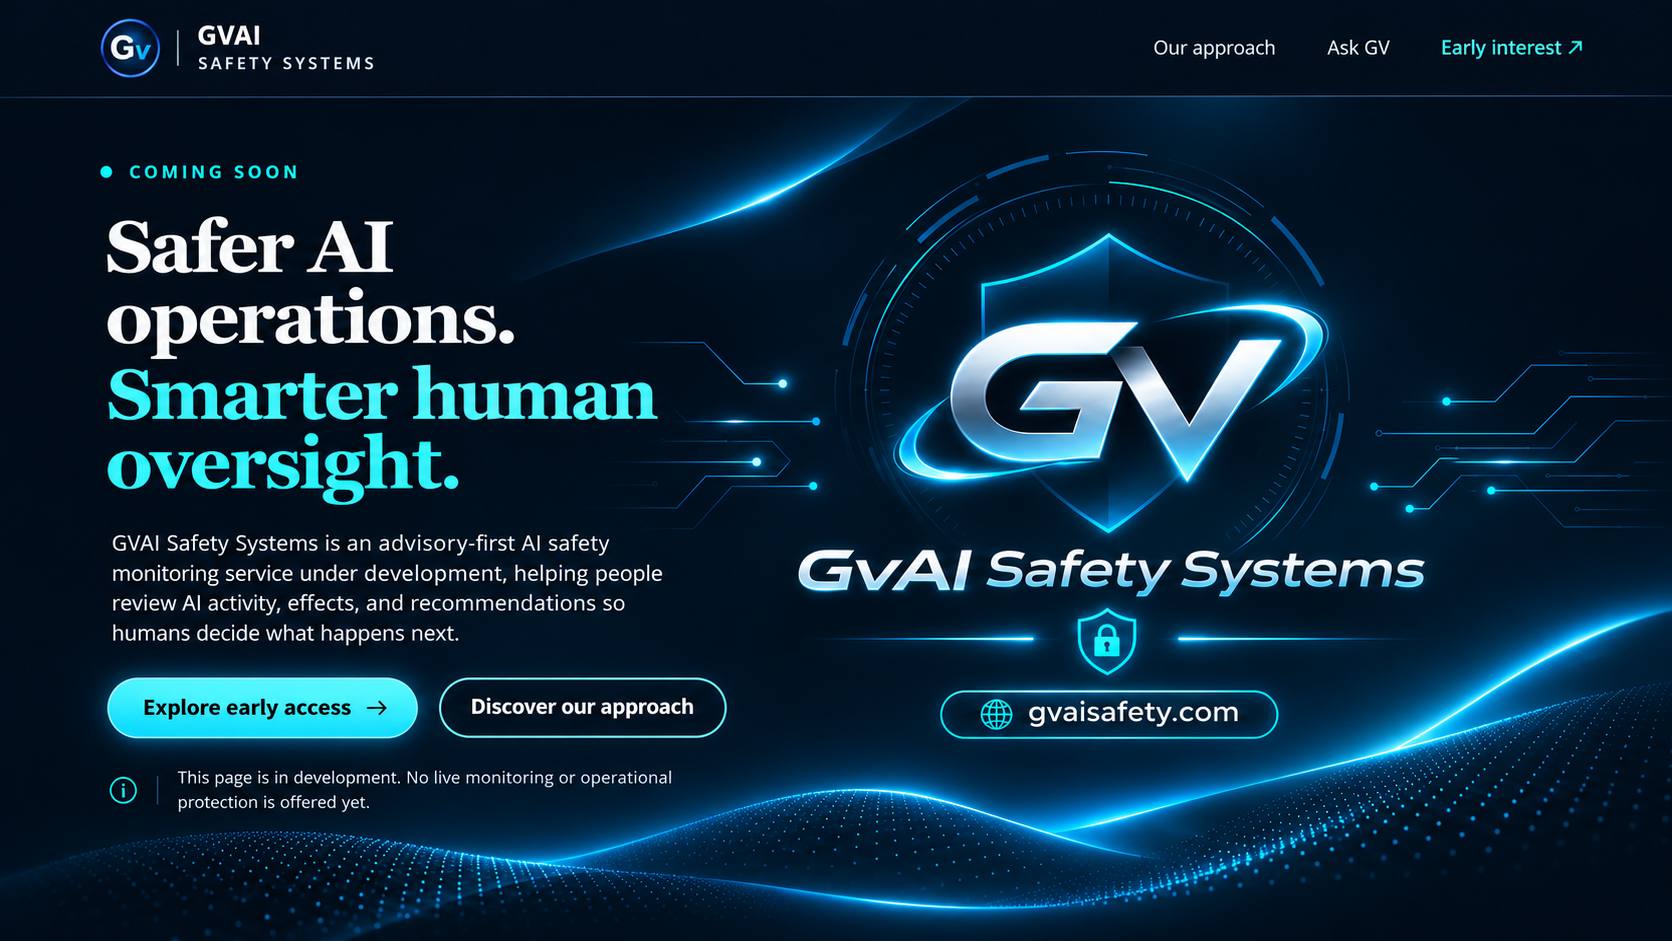 Gv
GVAI
SAFETY SYSTEMS
Our approach
Ask GV
Early interest ↗
COMING SOON
Safer AI
operations.
Smarter human
oversight.
GVAI Safety Systems is an advisory-first AI safety
monitoring service under development, helping people
review AI activity, effects, and recommendations so
humans decide what happens next.
Explore early access →
Discover our approach
This page is in development. No live monitoring or operational
protection is offered yet.
GV
GvAI Safety Systems
gvaisafety.com